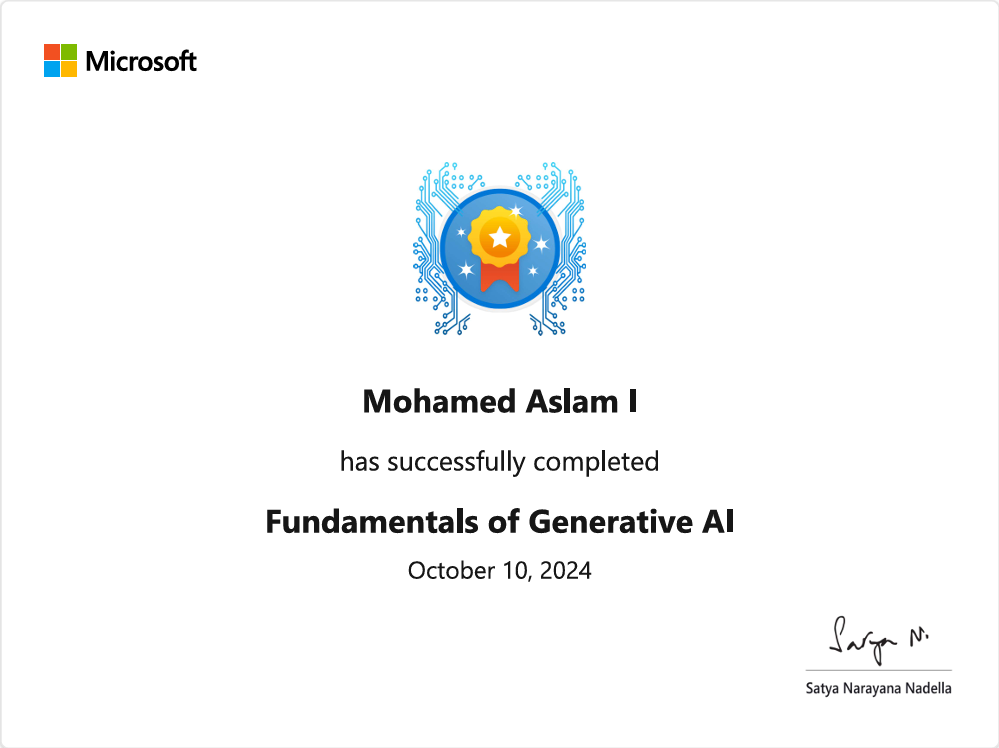 Microsoft
Mohamed Aslam I
has successfully completed
Fundamentals of Generative AI
October 10, 2024
Satya N.
Satya Narayana Nadella